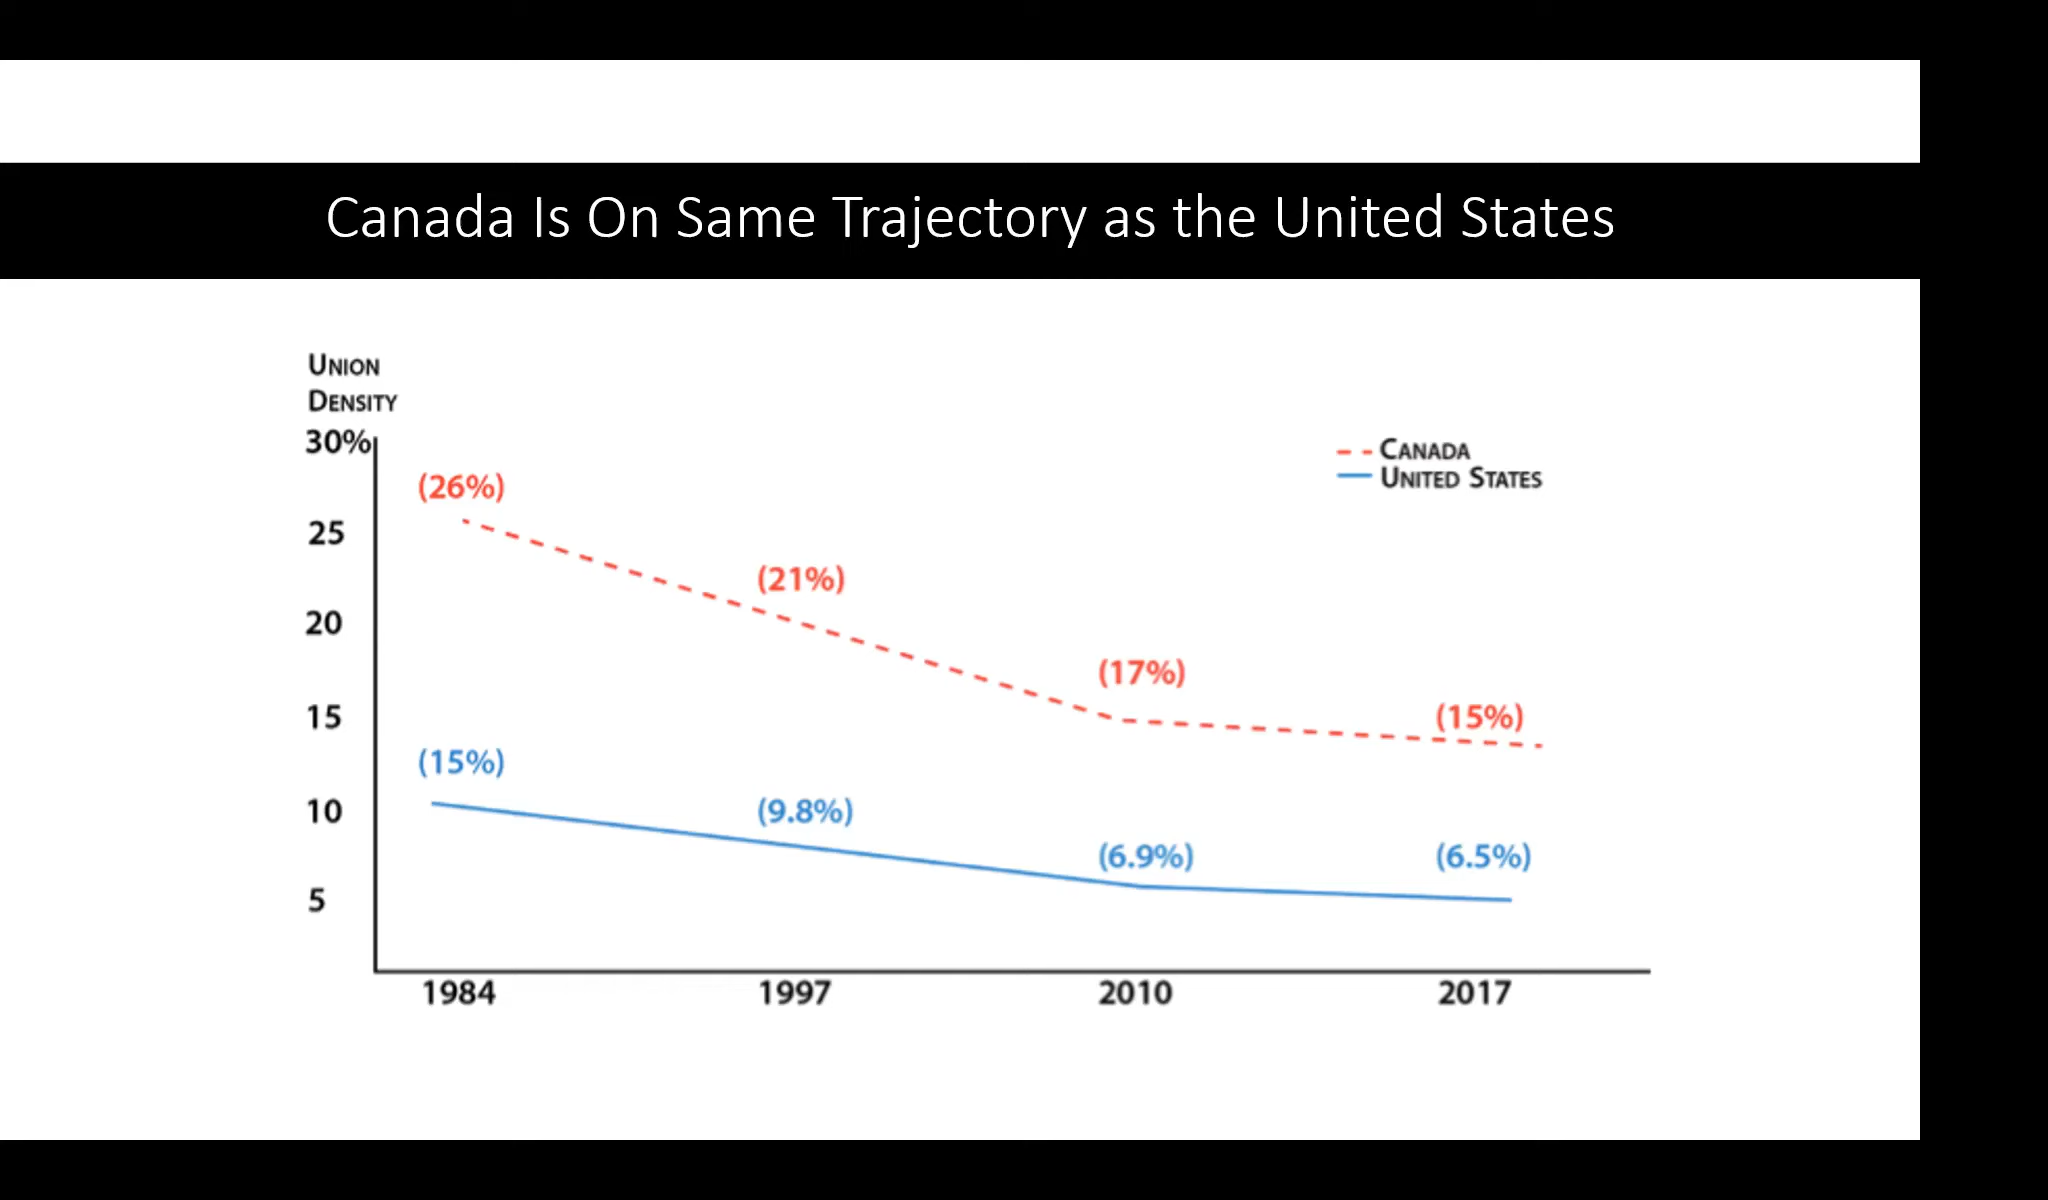 Canada Is On Same Trajectory as the United States
UNION
DENSITY
30%
CANADA
UNITED STATES
(26%)
25
(21%)
20
(17%)
15
(15%)
(15%)
10
(9.8%)
(6.9%)
(6.5%)
5
1984 1997 2010 2017